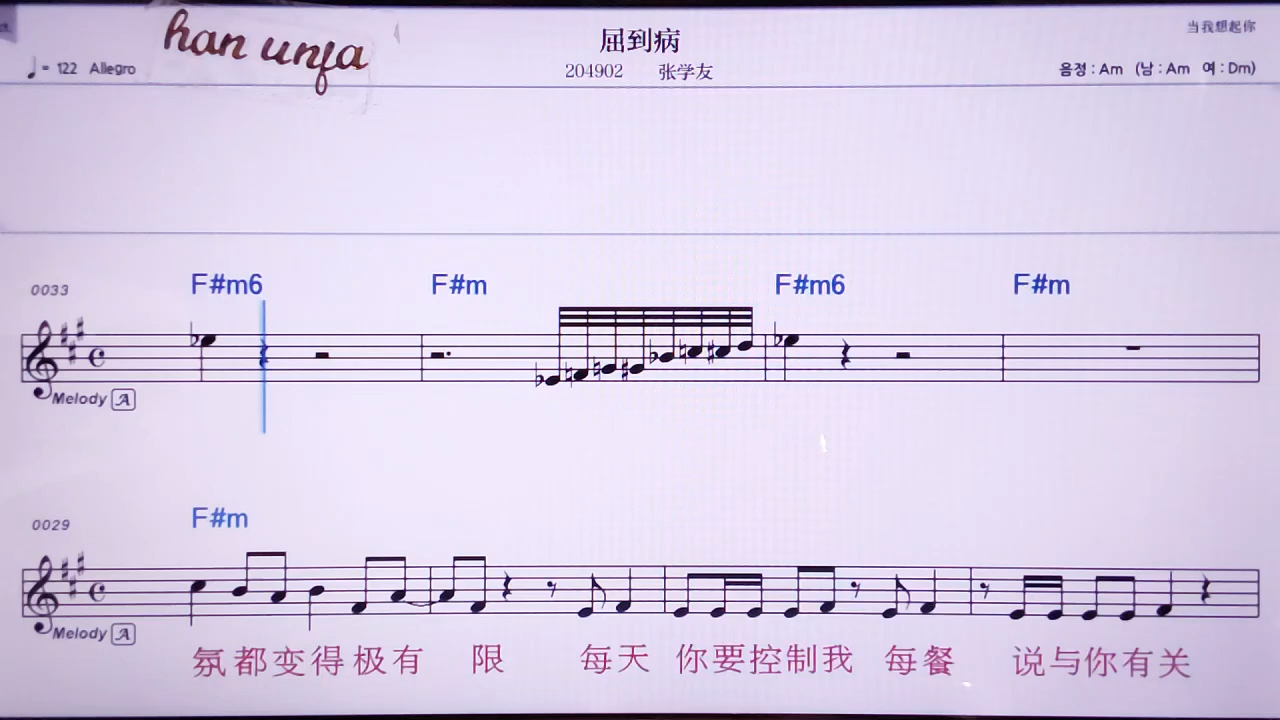 han unfa
屈到病
当我想起你
♩= 122 Allegro
204902 张学友
음정 : Am (남 : Am 여 : Dm)
0033
F#m6 F#m F#m6 F#m
Melody A
0029
F#m
Melody A
氛都变得极有 限 每天 你要控制我 每餐 说与你有关